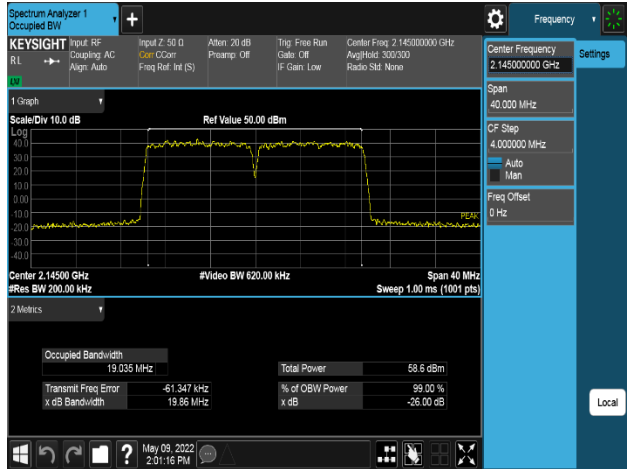 Spectrum Analyzer 1
Occupied BW
Frequency
KEYSIGHT
RL
Input: RF
Coupling: AC
Align: Auto
Input Z: 50 Ω
Corr CCorr
Freq Ref: Int (S)
Atten: 20 dB
Preamp: Off
Trig: Free Run
Gate: Off
IF Gain: Low
Center Freq: 2.145000000 GHz
Avg|Hold: 300/300
Radio Std: None
Center Frequency
2.145000000 GHz
Settings
Span
40.000 MHz
CF Step
4.000000 MHz
Auto
Man
Freq Offset
0 Hz
1 Graph
Scale/Div 10.0 dB
Ref Value 50.00 dBm
Log
40.0
30.0
20.0
10.0
0.00
-10.0
-20.0
-30.0
-40.0
PEAK
Center 2.14500 GHz
#Video BW 620.00 kHz
Span 40 MHz
#Res BW 200.00 kHz
Sweep 1.00 ms (1001 pts)
2 Metrics
Occupied Bandwidth
19.035 MHz
Total Power 58.6 dBm
Transmit Freq Error -61.347 kHz
% of OBW Power 99.00 %
x dB Bandwidth 19.86 MHz
x dB -26.00 dB
Local
?
May 09, 2022
2:01:16 PM